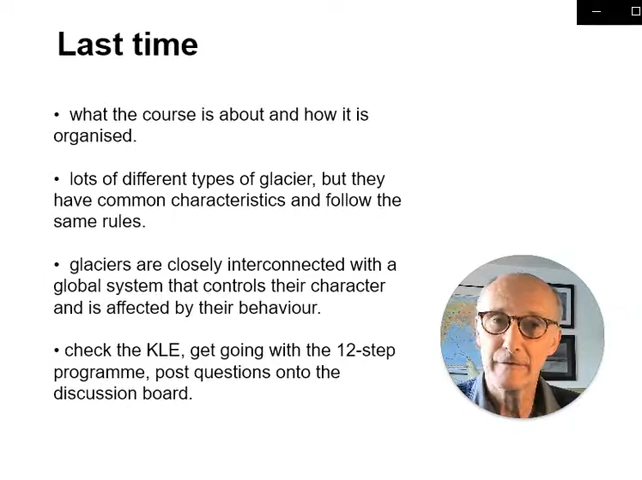 Last time
• what the course is about and how it is
organised.
• lots of different types of glacier, but they
have common characteristics and follow the
same rules.
• glaciers are closely interconnected with a
global system that controls their character
and is affected by their behaviour.
• check the KLE, get going with the 12-step
programme, post questions onto the
discussion board.